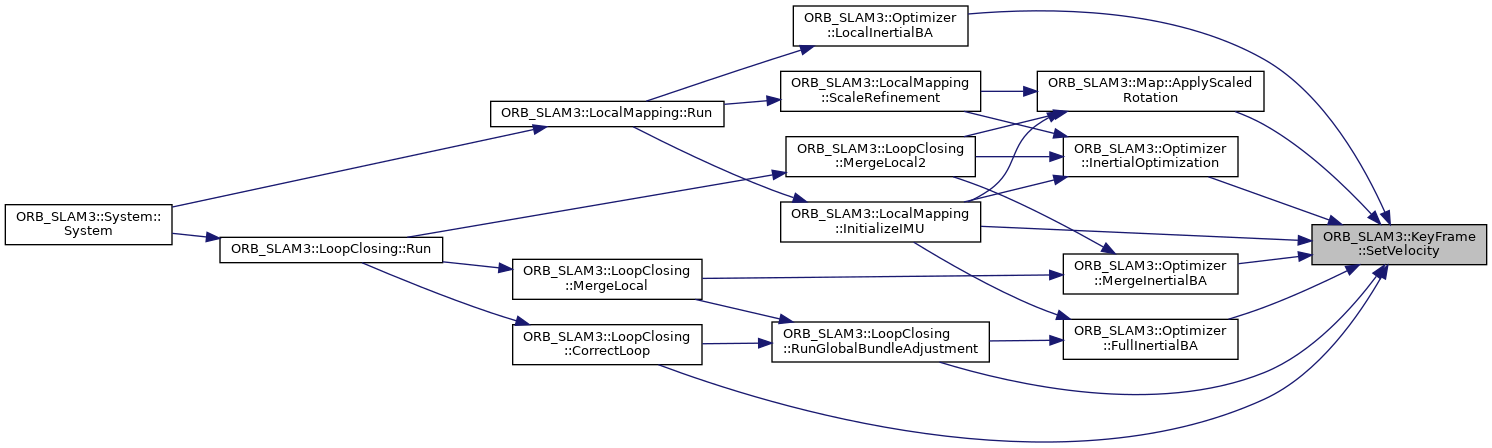 ORB_SLAM3::Optimizer
::LocalInertialBA
ORB_SLAM3::LocalMapping
::ScaleRefinement
ORB_SLAM3::Map::ApplyScaled
Rotation
ORB_SLAM3::LocalMapping::Run
ORB_SLAM3::LoopClosing
::MergeLocal2
ORB_SLAM3::Optimizer
::InertialOptimization
ORB_SLAM3::System::
System
ORB_SLAM3::LoopClosing::Run
ORB_SLAM3::LocalMapping
::InitializeIMU
ORB_SLAM3::KeyFrame
::SetVelocity
ORB_SLAM3::LoopClosing
::MergeLocal
ORB_SLAM3::Optimizer
::MergeInertialBA
ORB_SLAM3::LoopClosing
::CorrectLoop
ORB_SLAM3::LoopClosing
::RunGlobalBundleAdjustment
ORB_SLAM3::Optimizer
::FullInertialBA